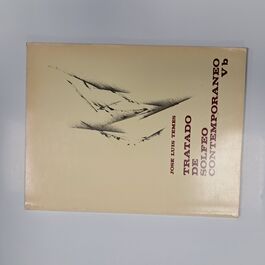 JOSE LUIS TEMES
TRATADO
DE
SOLFEO
CONTEMPORANEO
V b